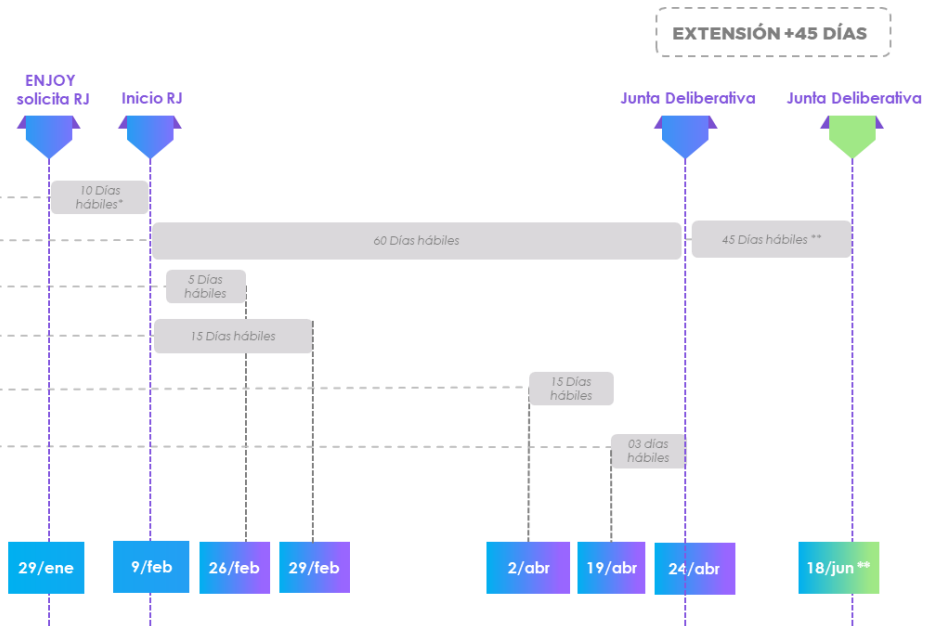 EXTENSIÓN +45 DÍAS
ENJOY
solicita RJ
Inicio RJ
Junta Deliberativa
Junta Deliberativa
10 Días
hábiles*
60 Días hábiles
45 Días hábiles **
5 Días
hábiles
15 Días hábiles
15 Días
hábiles
03 días
hábiles
29/ene
9/feb
26/feb
29/feb
2/abr
19/abr
24/abr
18/jun **